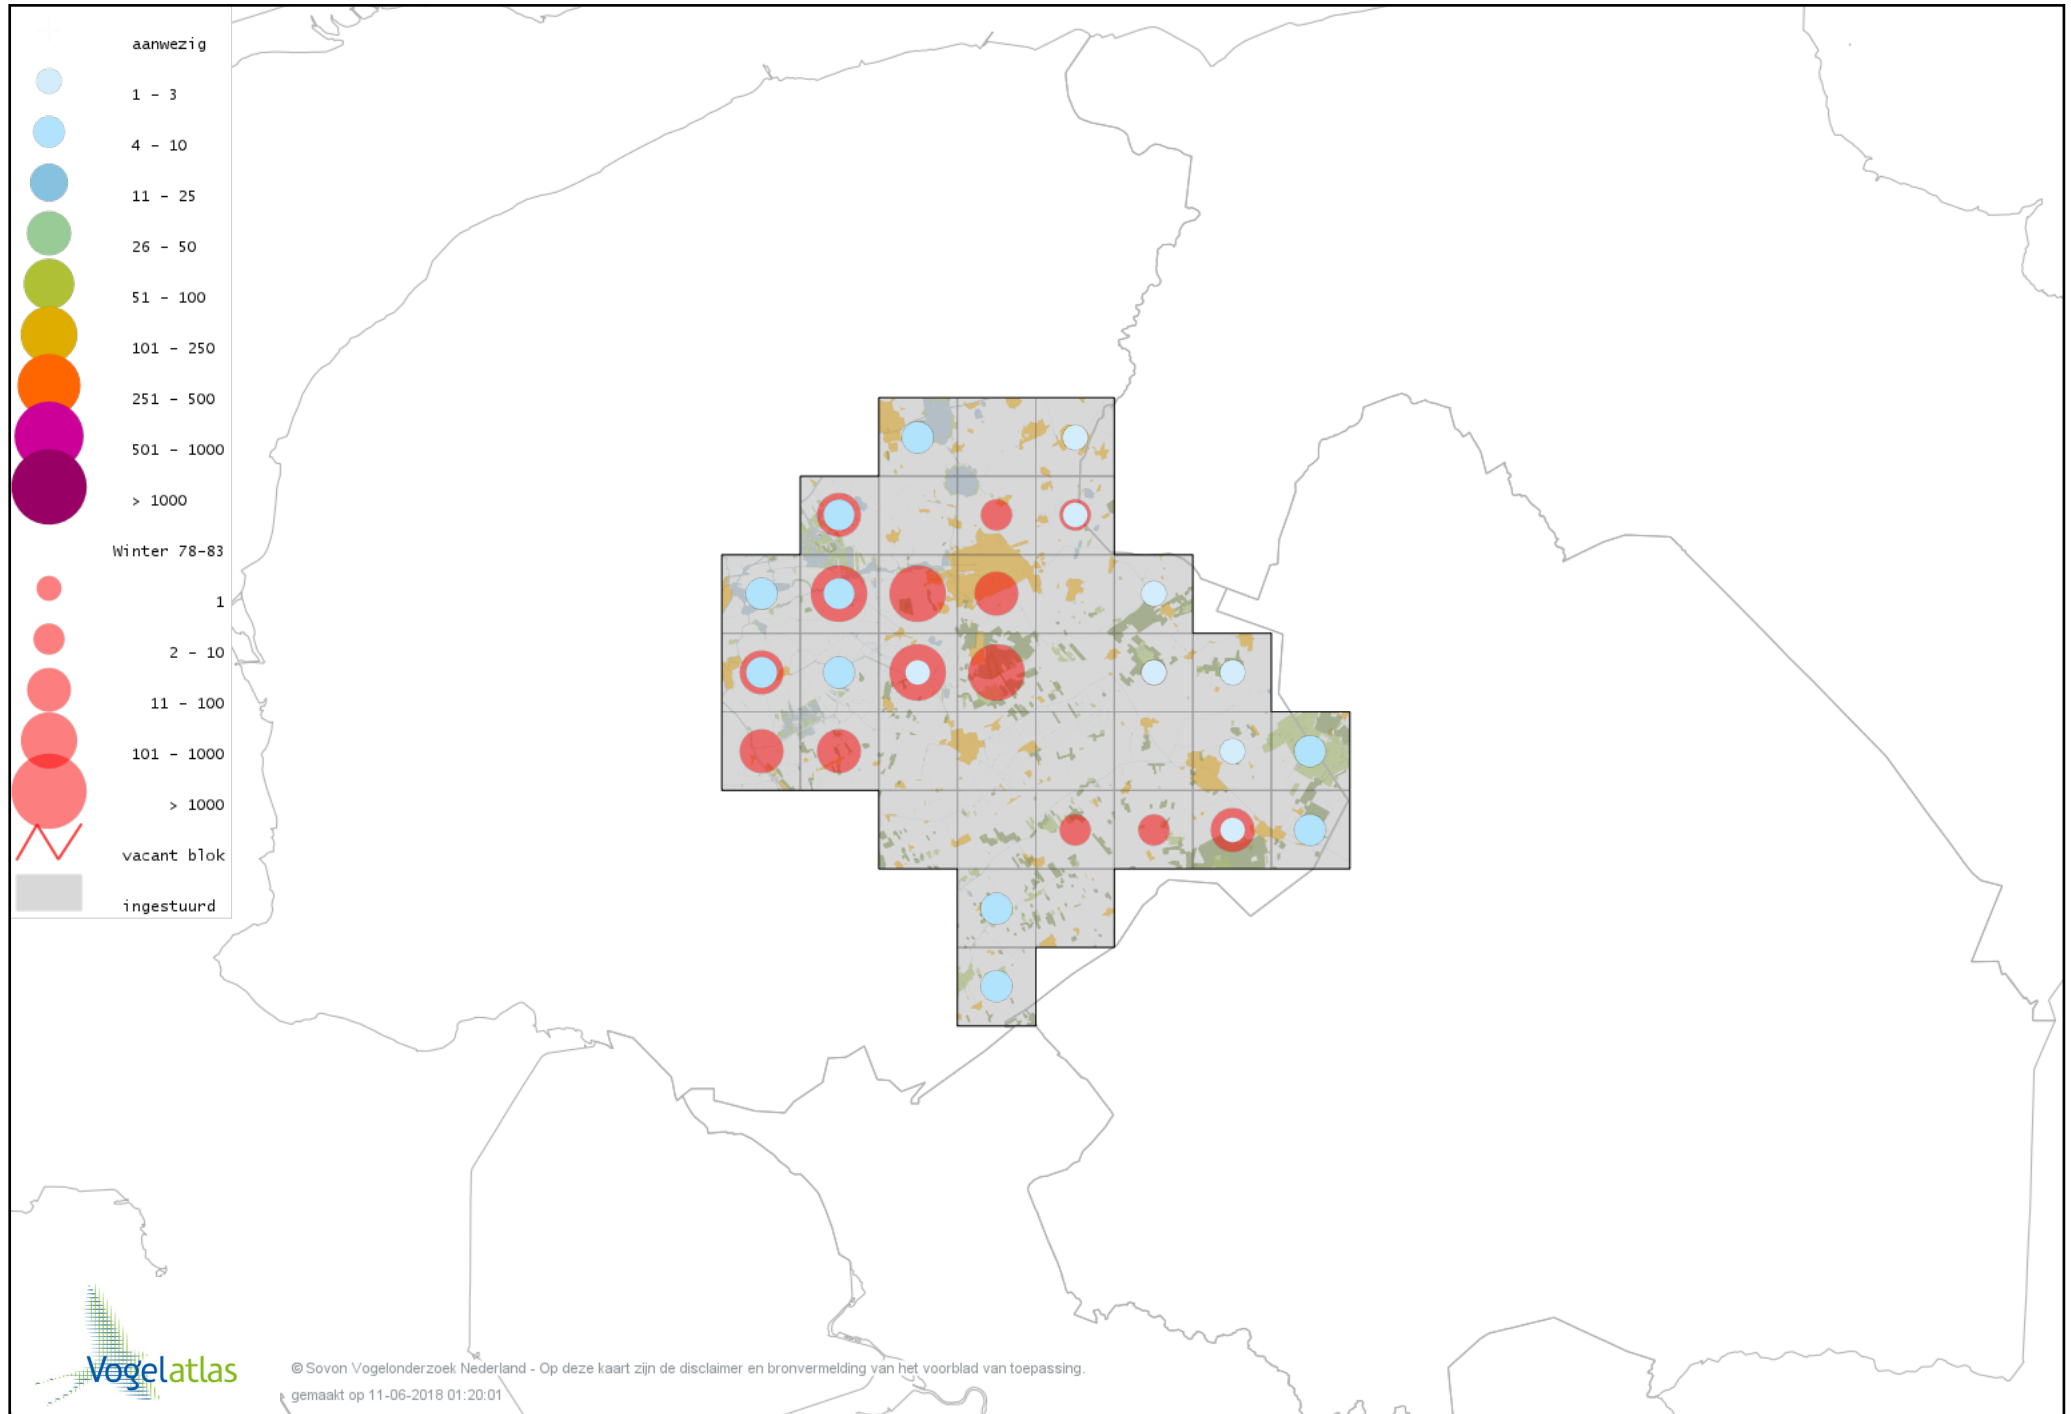 aanwezig
1 - 3
4 - 10
11 - 25
26 - 50
51 - 100
101 - 250
251 - 500
501 - 1000
> 1000
Winter 78-83
1
2 - 10
11 - 100
101 - 1000
> 1000
vacant blok
ingestuurd
Vogelatlas
© Sovon Vogelonderzoek Nederland - Op deze kaart zijn de disclaimer en bronvermelding van het voorblad van toepassing.
gemaakt op 11-06-2018 01:20:01